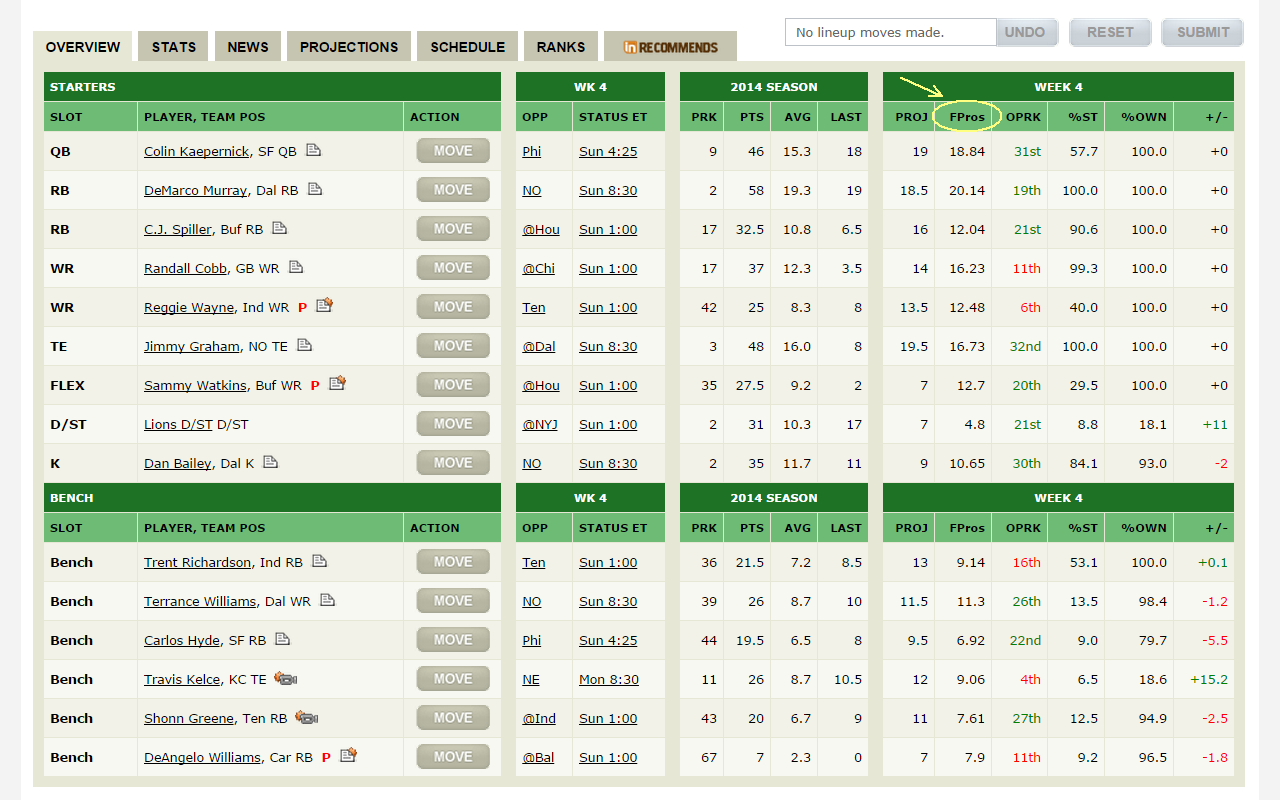 No lineup moves made. UNDO RESET SUBMIT
OVERVIEW STATS NEWS PROJECTIONS SCHEDULE RANKS in RECOMMENDS
STARTERS WK 4 2014 SEASON WEEK 4
SLOT PLAYER, TEAM POS ACTION OPP STATUS ET PRK PTS AVG LAST PROJ FPros OPRK %ST %OWN +/-
QB Colin Kaepernick, SF QB MOVE Phi Sun 4:25 9 46 15.3 18 19 18.84 31st 57.7 100.0 +0
RB DeMarco Murray, Dal RB MOVE NO Sun 8:30 2 58 19.3 19 18.5 20.14 19th 100.0 100.0 +0
RB C.J. Spiller, Buf RB MOVE @Hou Sun 1:00 17 32.5 10.8 6.5 16 12.04 21st 90.6 100.0 +0
WR Randall Cobb, GB WR MOVE @Chi Sun 1:00 17 37 12.3 3.5 14 16.23 11th 99.3 100.0 +0
WR Reggie Wayne, Ind WR P MOVE Ten Sun 1:00 42 25 8.3 8 13.5 12.48 6th 40.0 100.0 +0
TE Jimmy Graham, NO TE MOVE @Dal Sun 8:30 3 48 16.0 8 19.5 16.73 32nd 100.0 100.0 +0
FLEX Sammy Watkins, Buf WR P MOVE @Hou Sun 1:00 35 27.5 9.2 2 7 12.7 20th 29.5 100.0 +0
D/ST Lions D/ST D/ST MOVE @NYJ Sun 1:00 2 31 10.3 17 7 4.8 21st 8.8 18.1 +11
K Dan Bailey, Dal K MOVE NO Sun 8:30 2 35 11.7 11 9 10.65 30th 84.1 93.0 -2
BENCH WK 4 2014 SEASON WEEK 4
SLOT PLAYER, TEAM POS ACTION OPP STATUS ET PRK PTS AVG LAST PROJ FPros OPRK %ST %OWN +/-
Bench Trent Richardson, Ind RB MOVE Ten Sun 1:00 36 21.5 7.2 8.5 13 9.14 16th 53.1 100.0 +0.1
Bench Terrance Williams, Dal WR MOVE NO Sun 8:30 39 26 8.7 10 11.5 11.3 26th 13.5 98.4 -1.2
Bench Carlos Hyde, SF RB MOVE Phi Sun 4:25 44 19.5 6.5 8 9.5 6.92 22nd 9.0 79.7 -5.5
Bench Travis Kelce, KC TE MOVE NE Mon 8:30 11 26 8.7 10.5 12 9.06 4th 6.5 18.6 +15.2
Bench Shonn Greene, Ten RB MOVE @Ind Sun 1:00 43 20 6.7 9 11 7.61 27th 12.5 94.9 -2.5
Bench DeAngelo Williams, Car RB P MOVE @Bal Sun 1:00 67 7 2.3 0 7 7.9 11th 9.2 96.5 -1.8